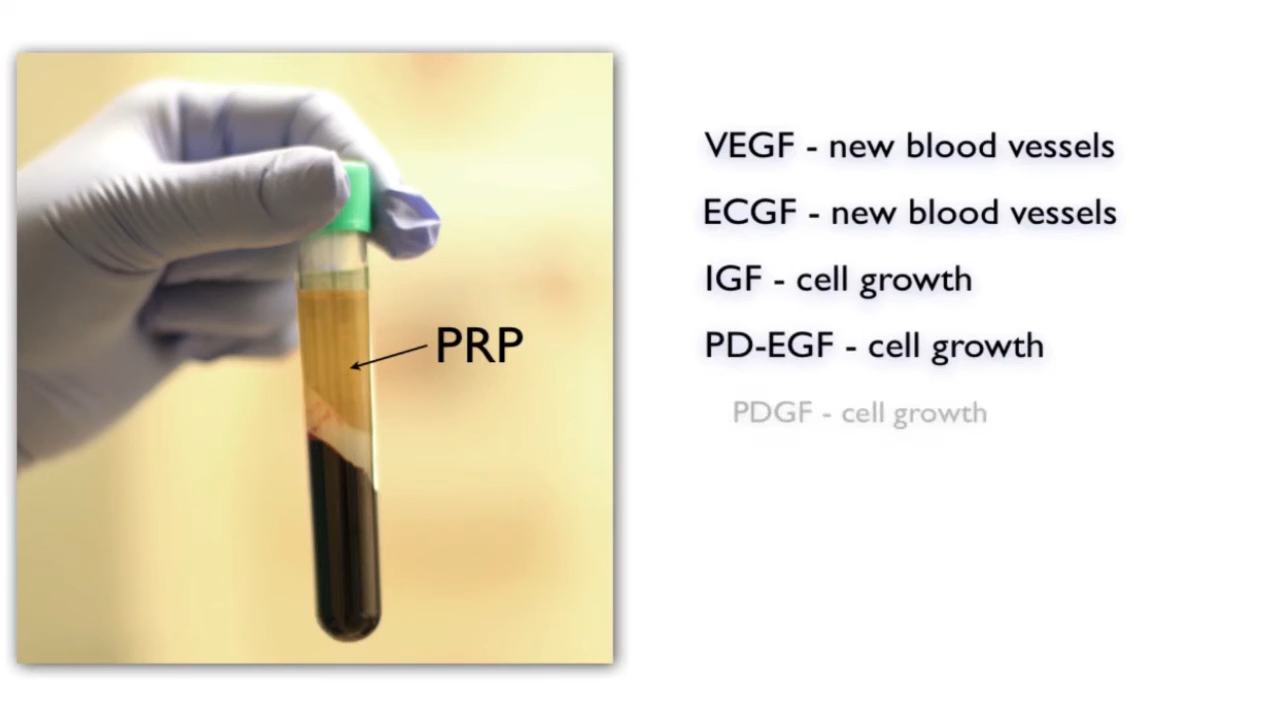 PRP
VEGF - new blood vessels
ECGF - new blood vessels
IGF - cell growth
PD-EGF - cell growth
PDGF - cell growth